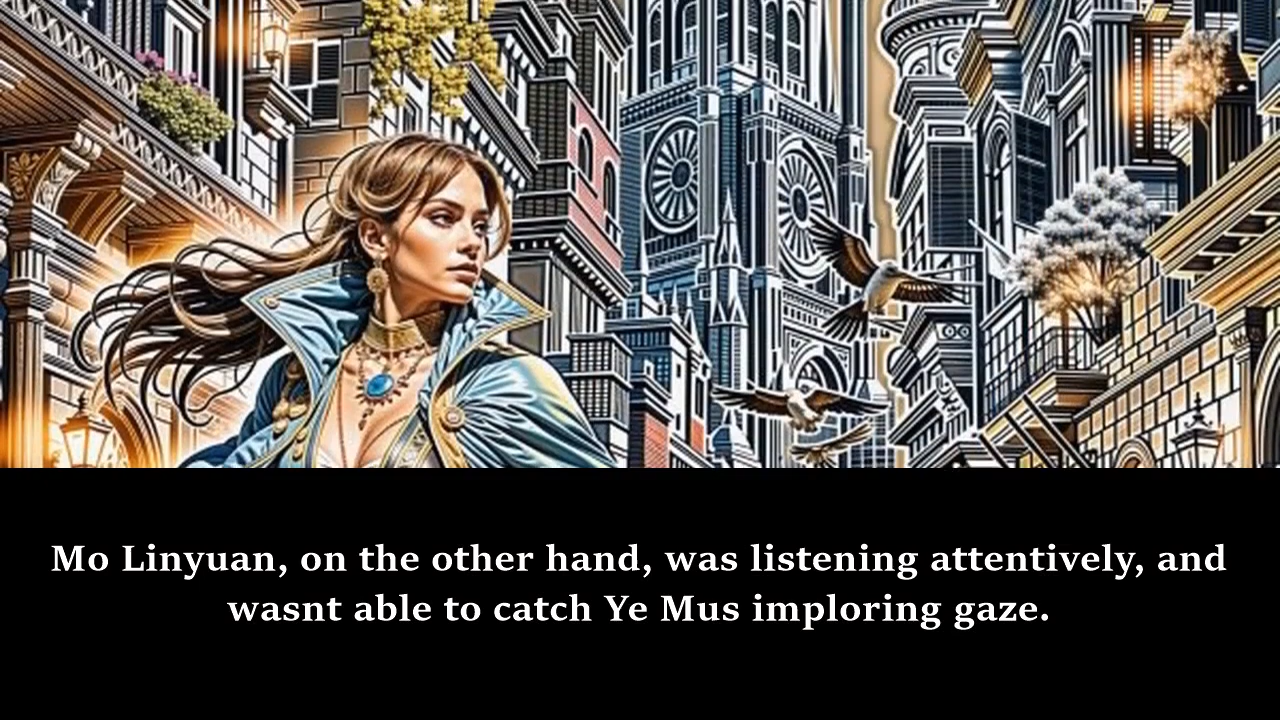 Mo Linyuan, on the other hand, was listening attentively, and
wasnt able to catch Ye Mus imploring gaze.